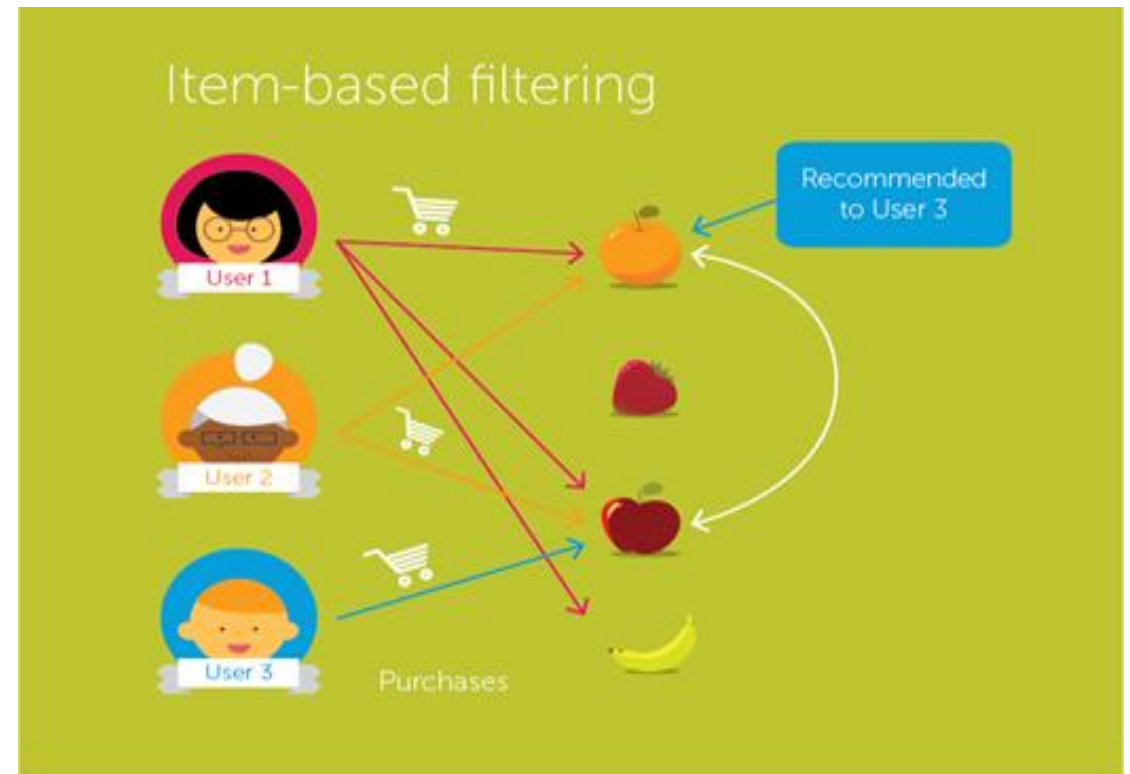 Item-based filtering
Recommended
to User 3
User 1
User 2
User 3
Purchases